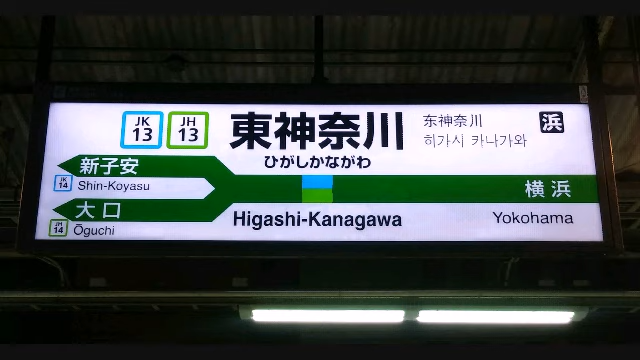 JK
13
JH
13
東神奈川
ひがしかながわ
东神奈川
히가시 카나가와
浜
新子安
JK
14
Shin-Koyasu
大口
JH
14
Ōguchi
Higashi-Kanagawa
横浜
Yokohama